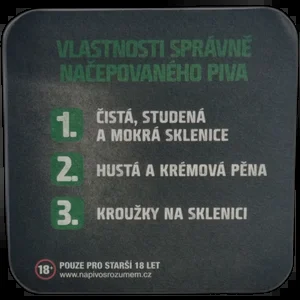 VLASTNOSTI SPRÁVNĚ
NAČEPOVANÉHO PIVA
1. ČISTÁ, STUDENÁ
A MOKRÁ SKLENICE
2. HUSTÁ A KRÉMOVÁ PĚNA
3. KROUŽKY NA SKLENICI
18+ POUZE PRO STARŠÍ 18 LET
www.napivosrozumem.cz